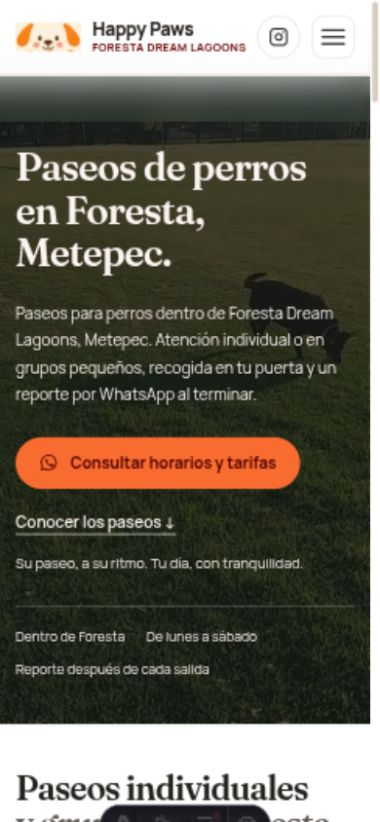 Happy Paws
FORESTA DREAM LAGOONS
Paseos de perros
en Foresta,
Metepec.
Paseos para perros dentro de Foresta Dream
Lagoons, Metepec. Atención individual o en
grupos pequeños, recogida en tu puerta y un
reporte por WhatsApp al terminar.
Consultar horarios y tarifas
Conocer los paseos ↓
Su paseo, a su ritmo. Tu día, con tranquilidad.
Dentro de Foresta De lunes a sábado
Reporte después de cada salida
Paseos individuales
y